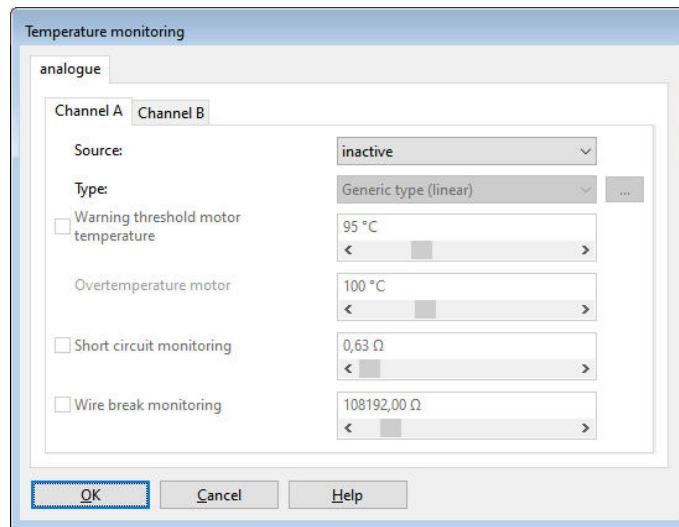 Temperature monitoring
analogue
Channel A Channel B
Source: inactive
Type: Generic type (linear) ...
Warning threshold motor
temperature
95 °C
Overtemperature motor 100 °C
Short circuit monitoring 0,63 Ω
Wire break monitoring 108192,00 Ω
OK Cancel Help